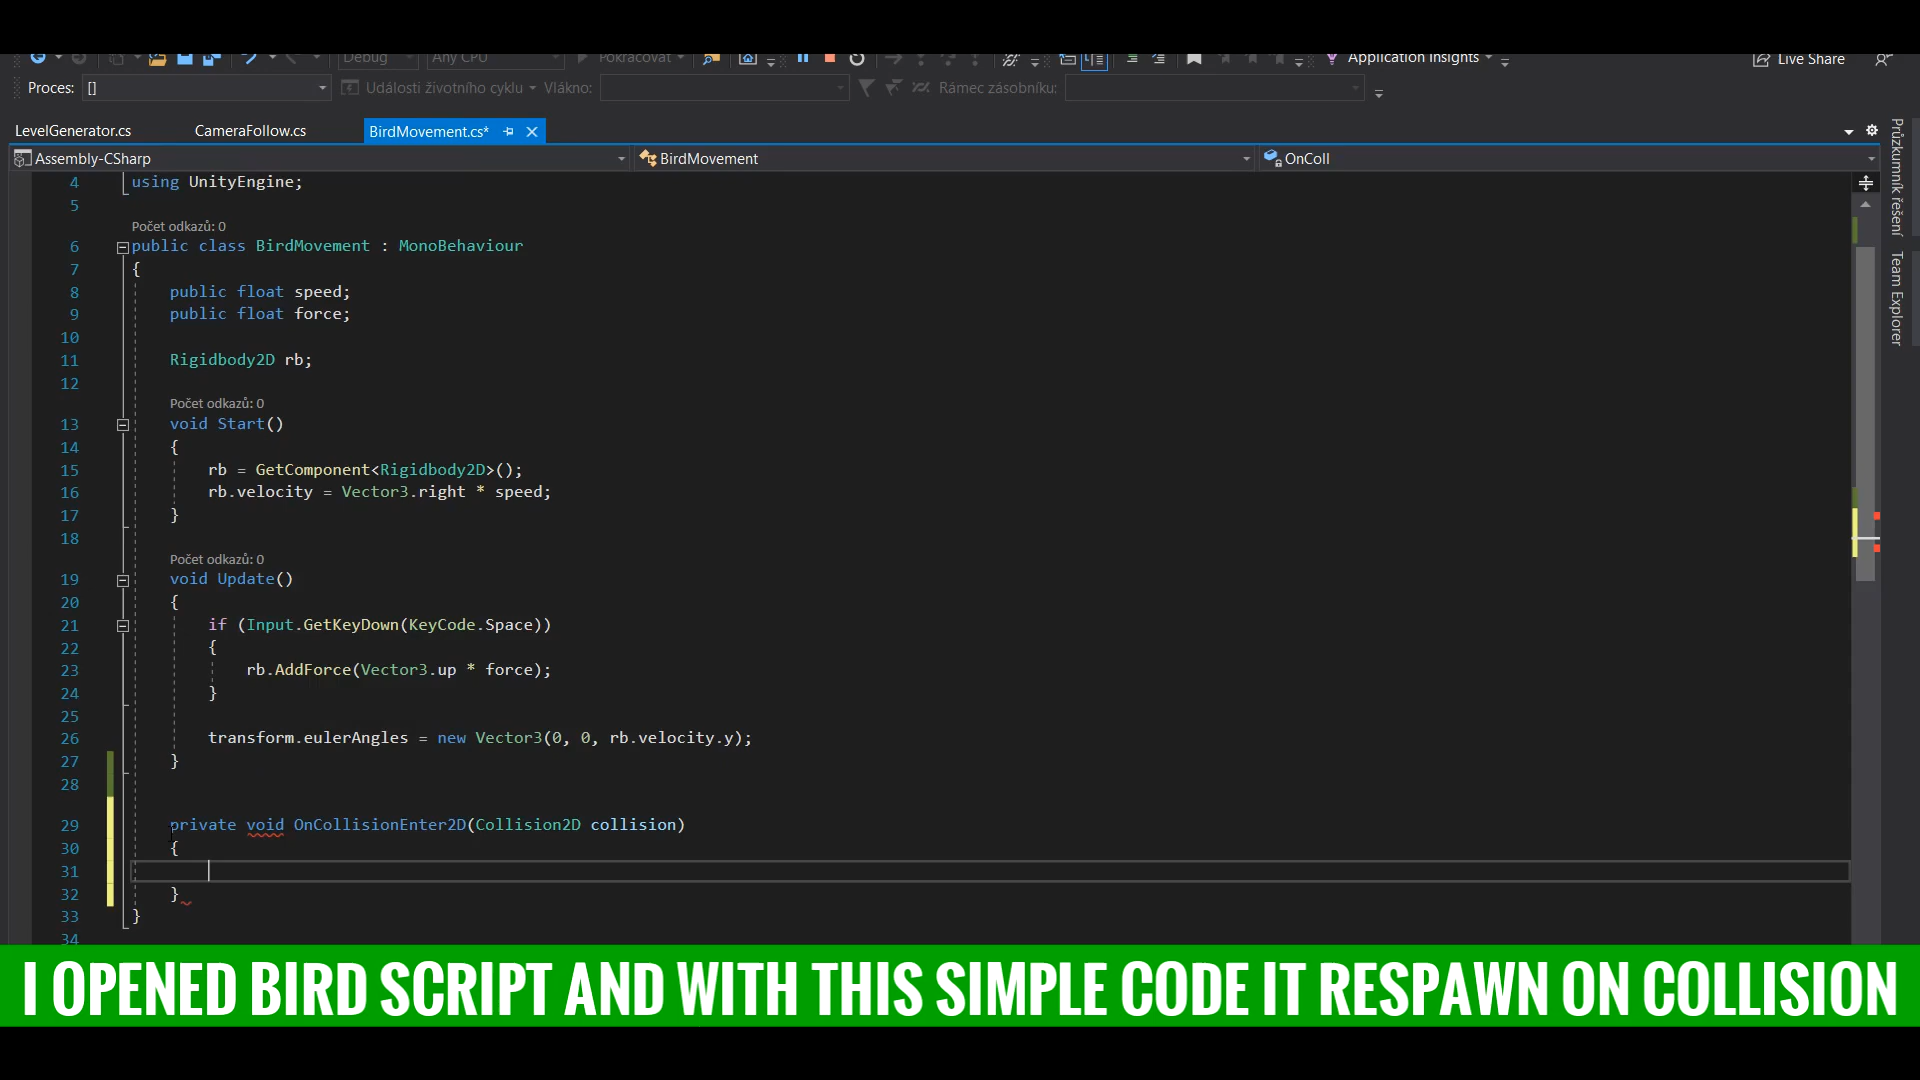 Debug Any CPU Pokračovat Application Insights Live Share
Proces: [] Události životního cyklu Vlákno: Rámec zásobníku:
LevelGenerator.cs CameraFollow.cs BirdMovement.cs*
Assembly-CSharp BirdMovement OnColl
4 using UnityEngine;
5
Počet odkazů: 0
6 public class BirdMovement : MonoBehaviour
7 {
8 public float speed;
9 public float force;
10
11 Rigidbody2D rb;
12
Počet odkazů: 0
13 void Start()
14 {
15 rb = GetComponent<Rigidbody2D>();
16 rb.velocity = Vector3.right * speed;
17 }
18
Počet odkazů: 0
19 void Update()
20 {
21 if (Input.GetKeyDown(KeyCode.Space))
22 {
23 rb.AddForce(Vector3.up * force);
24 }
25
26 transform.eulerAngles = new Vector3(0, 0, rb.velocity.y);
27 }
28
29 private void OnCollisionEnter2D(Collision2D collision)
30 {
31
32 }
33 }
34
Průzkumník řešení
Team Explorer
I OPENED BIRD SCRIPT AND WITH THIS SIMPLE CODE IT RESPAWN ON COLLISION